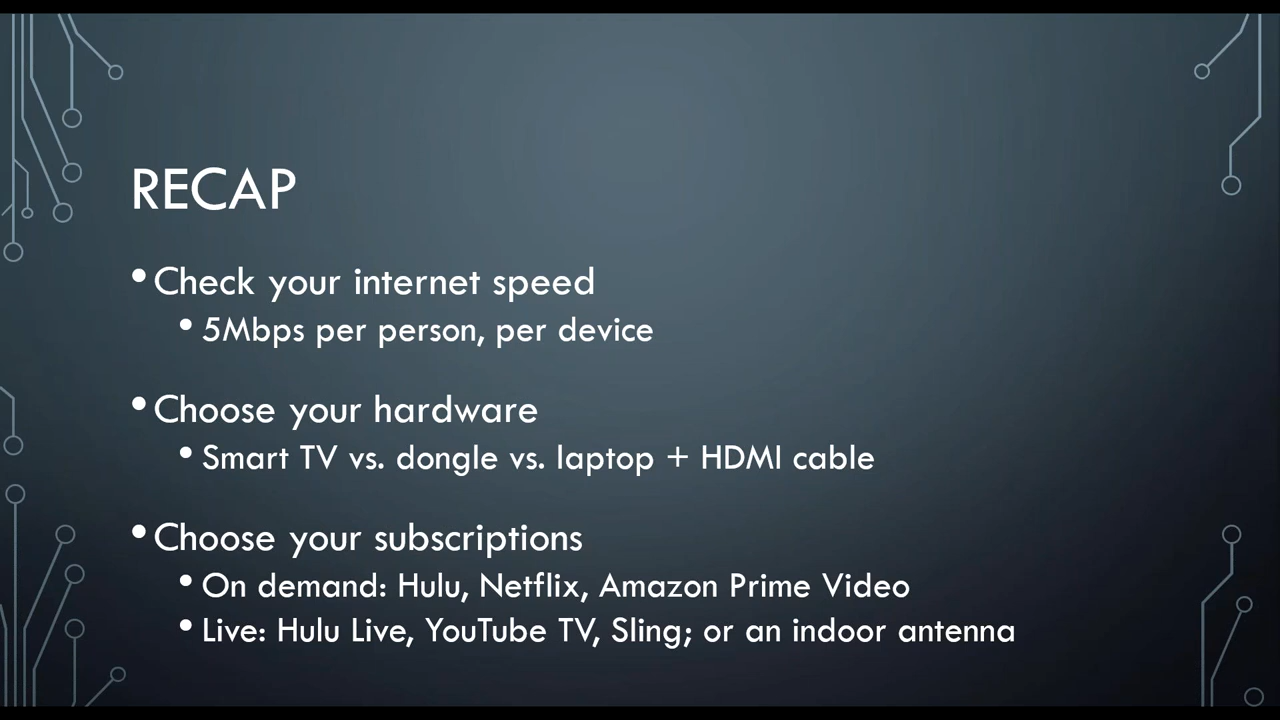 RECAP
• Check your internet speed
• 5Mbps per person, per device
• Choose your hardware
• Smart TV vs. dongle vs. laptop + HDMI cable
• Choose your subscriptions
• On demand: Hulu, Netflix, Amazon Prime Video
• Live: Hulu Live, YouTube TV, Sling; or an indoor antenna